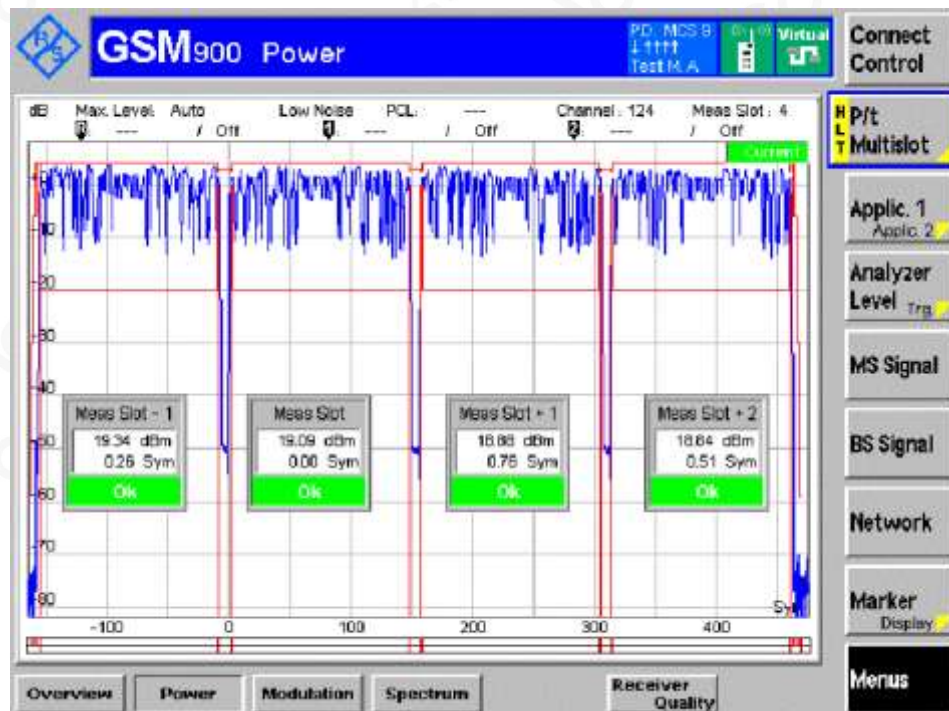 GSM900 Power
PD: MCS 9
Test M. A.
Virtual
Connect Control
dB Max. Level: Auto Low Noise PCL: --- Channel: 124 Meas Slot: 4
--- / Off
1 --- / Off
2 --- / Off
Current
HLT
P/t Multislot
Applic. 1
Applic. 2
Analyzer Level Trg.
MS Signal
BS Signal
Network
Marker
Display
Menus
-10
-20
-30
-40
-60
-70
-80
Meas Slot - 1
19.34 dBm
0.26 Sym
Ok
Meas Slot
19.09 dBm
0.00 Sym
Ok
Meas Slot + 1
18.88 dBm
0.76 Sym
Ok
Meas Slot + 2
18.64 dBm
0.51 Sym
Ok
-100 0 100 200 300 400
Overview Power Modulation Spectrum Receiver Quality